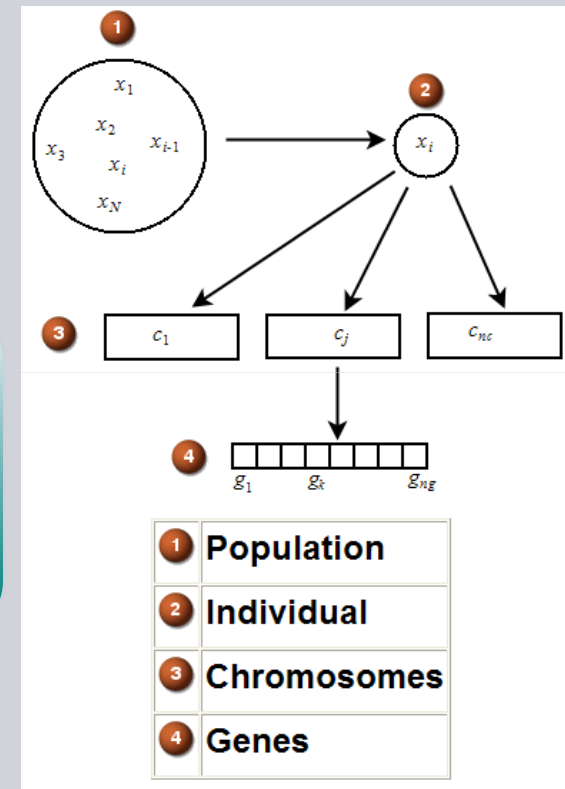 1
x1
2
x2
x3
xi-1
xi
xi
xN
3
c1
cj
cnc
4
g1 gk gng
1 Population
2 Individual
3 Chromosomes
4 Genes